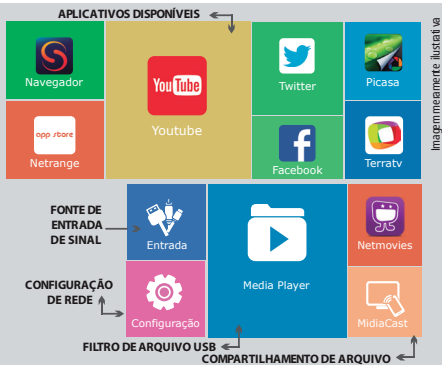 APLICATIVOS DISPONÍVEIS
Imagem meramente ilustrativa
Navegador
You Tube
Youtube
Twitter
Picasa
app store
Netrange
Facebook
Terratv
FONTE DE
ENTRADA
DE SINAL
Entrada
Media Player
Netmovies
CONFIGURAÇÃO
DE REDE
Configuração
MidiaCast
FILTRO DE ARQUIVO USB
COMPARTILHAMENTO DE ARQUIVO